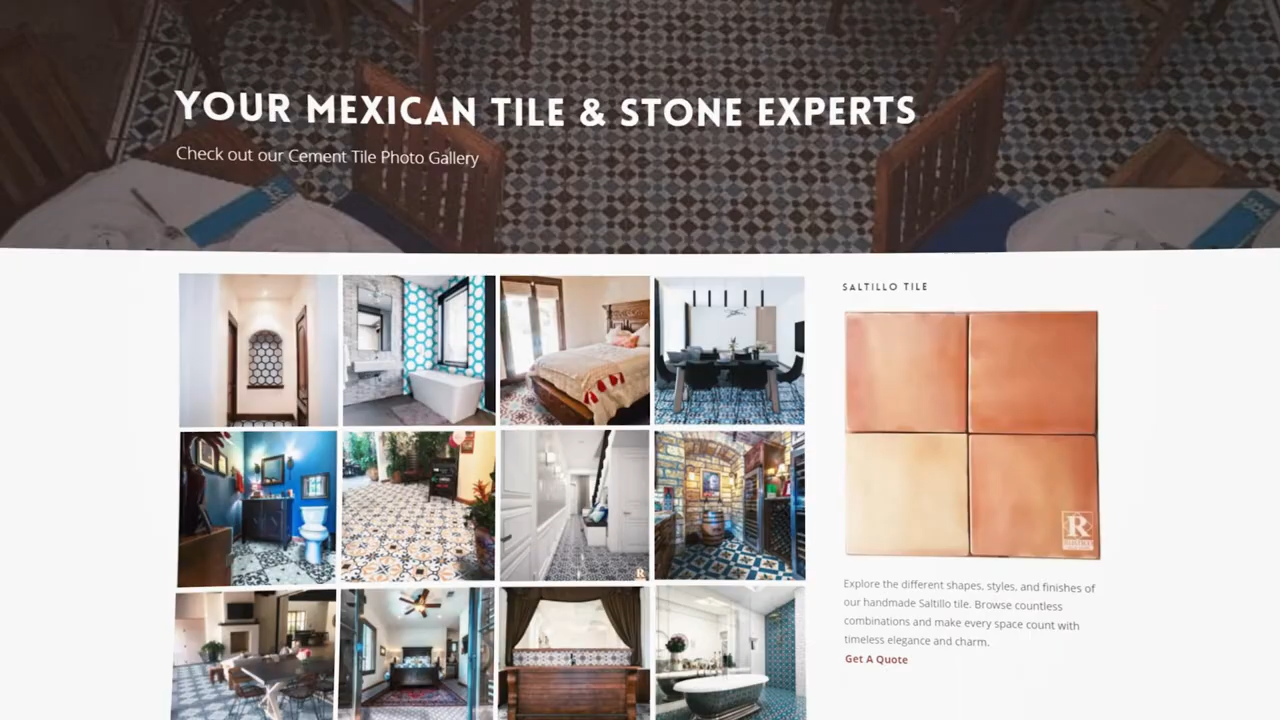 YOUR MEXICAN TILE & STONE EXPERTS
Check out our Cement Tile Photo Gallery
SALTILLO TILE
R
Explore the different shapes, styles, and finishes of
our handmade Saltillo tile. Browse countless
combinations and make every space count with
timeless elegance and charm.
Get A Quote